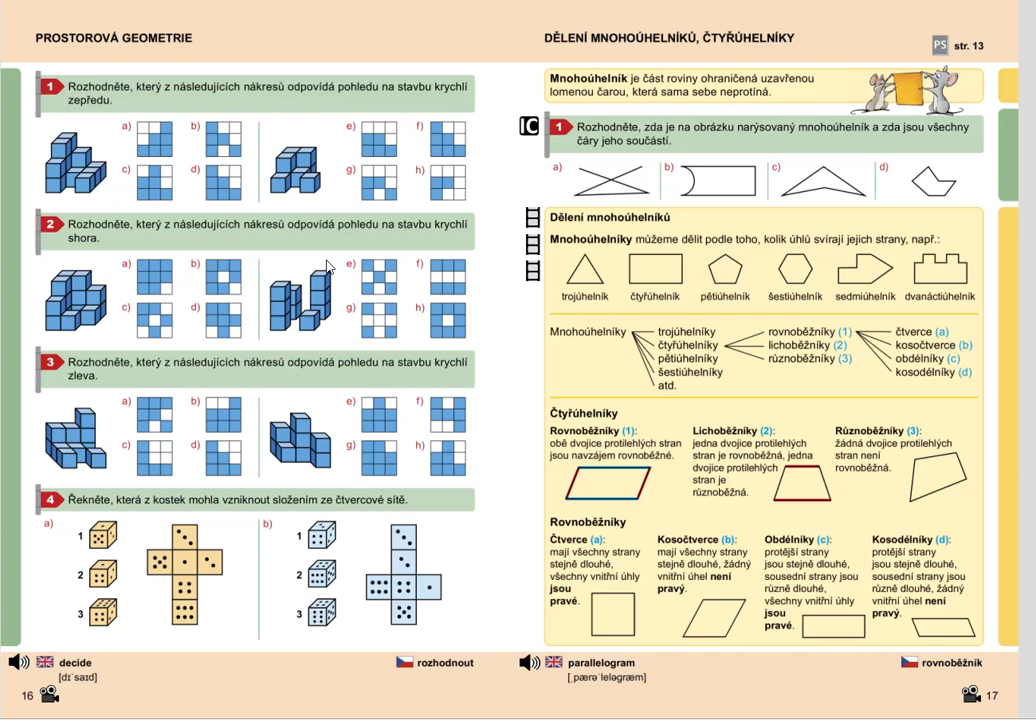 PROSTOROVÁ GEOMETRIE
1 Rozhodněte, který z následujících nákresů odpovídá pohledu na stavbu krychlí
zepředu.
a) b) e) f)
c) d) g) h)
2 Rozhodněte, který z následujících nákresů odpovídá pohledu na stavbu krychlí
shora.
a) b) e) f)
c) d) g) h)
3 Rozhodněte, který z následujících nákresů odpovídá pohledu na stavbu krychlí
zleva.
a) b) e) f)
c) d) g) h)
4 Řekněte, která z kostek mohla vzniknout složením ze čtvercové sítě.
a) b)
1 1
2 2
3 3
decide
[dɪˈsaɪd]
rozhodnout
16
DĚLENÍ MNOHOÚHELNÍKŮ, ČTYŘÚHELNÍKY
PS str. 13
Mnohoúhelník je část roviny ohraničená uzavřenou
lomenou čarou, která sama sebe neprotíná.
1 Rozhodněte, zda je na obrázku narýsovaný mnohoúhelník a zda jsou všechny
čáry jeho součástí.
a) b) c) d)
Dělení mnohoúhelníků
Mnohoúhelníky můžeme dělit podle toho, kolik úhlů svírají jejich strany, např.:
trojúhelník čtyřúhelník pětiúhelník šestiúhelník sedmiúhelník dvanáctiúhelník
Mnohoúhelníky
trojúhelníky
čtyřúhelníky
pětiúhelníky
šestiúhelníky
atd.
rovnoběžníky (1)
lichoběžníky (2)
různoběžníky (3)
čtverce (a)
kosočtverce (b)
obdélníky (c)
kosodélníky (d)
Čtyřúhelníky
Rovnoběžníky (1):
obě dvojice protilehlých stran
jsou navzájem rovnoběžné.
Lichoběžníky (2):
jedna dvojice protilehlých
stran je rovnoběžná, jedna
dvojice protilehlých
stran je
různoběžná.
Různoběžníky (3):
žádná dvojice protilehlých
stran není
rovnoběžná.
Rovnoběžníky
Čtverce (a):
mají všechny strany
stejně dlouhé,
všechny vnitřní úhly
jsou
pravé.
Kosočtverce (b):
mají všechny strany
stejně dlouhé, žádný
vnitřní úhel není
pravý.
Obdélníky (c):
protější strany
jsou stejně dlouhé,
sousední strany jsou
různě dlouhé,
všechny vnitřní úhly
jsou
pravé.
Kosodélníky (d):
protější strany
jsou stejně dlouhé,
sousední strany jsou
různě dlouhé, žádný
vnitřní úhel není
pravý.
parallelogram
[ˌpærəˈleləgræm]
rovnoběžník
17